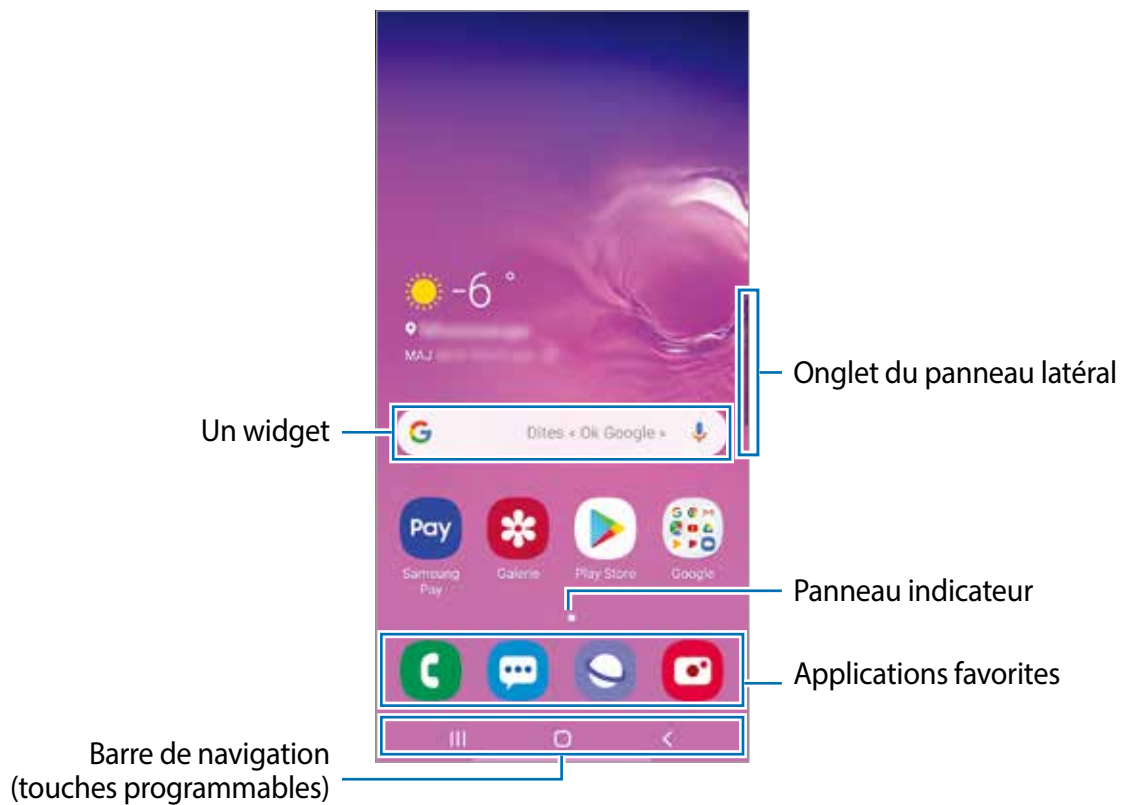 -6 °
MAJ
Onglet du panneau latéral
Un widget
G Dites « Ok Google »
Pay
Samsung Pay
Galerie
Play Store
Google
Panneau indicateur
Applications favorites
Barre de navigation
(touches programmables)